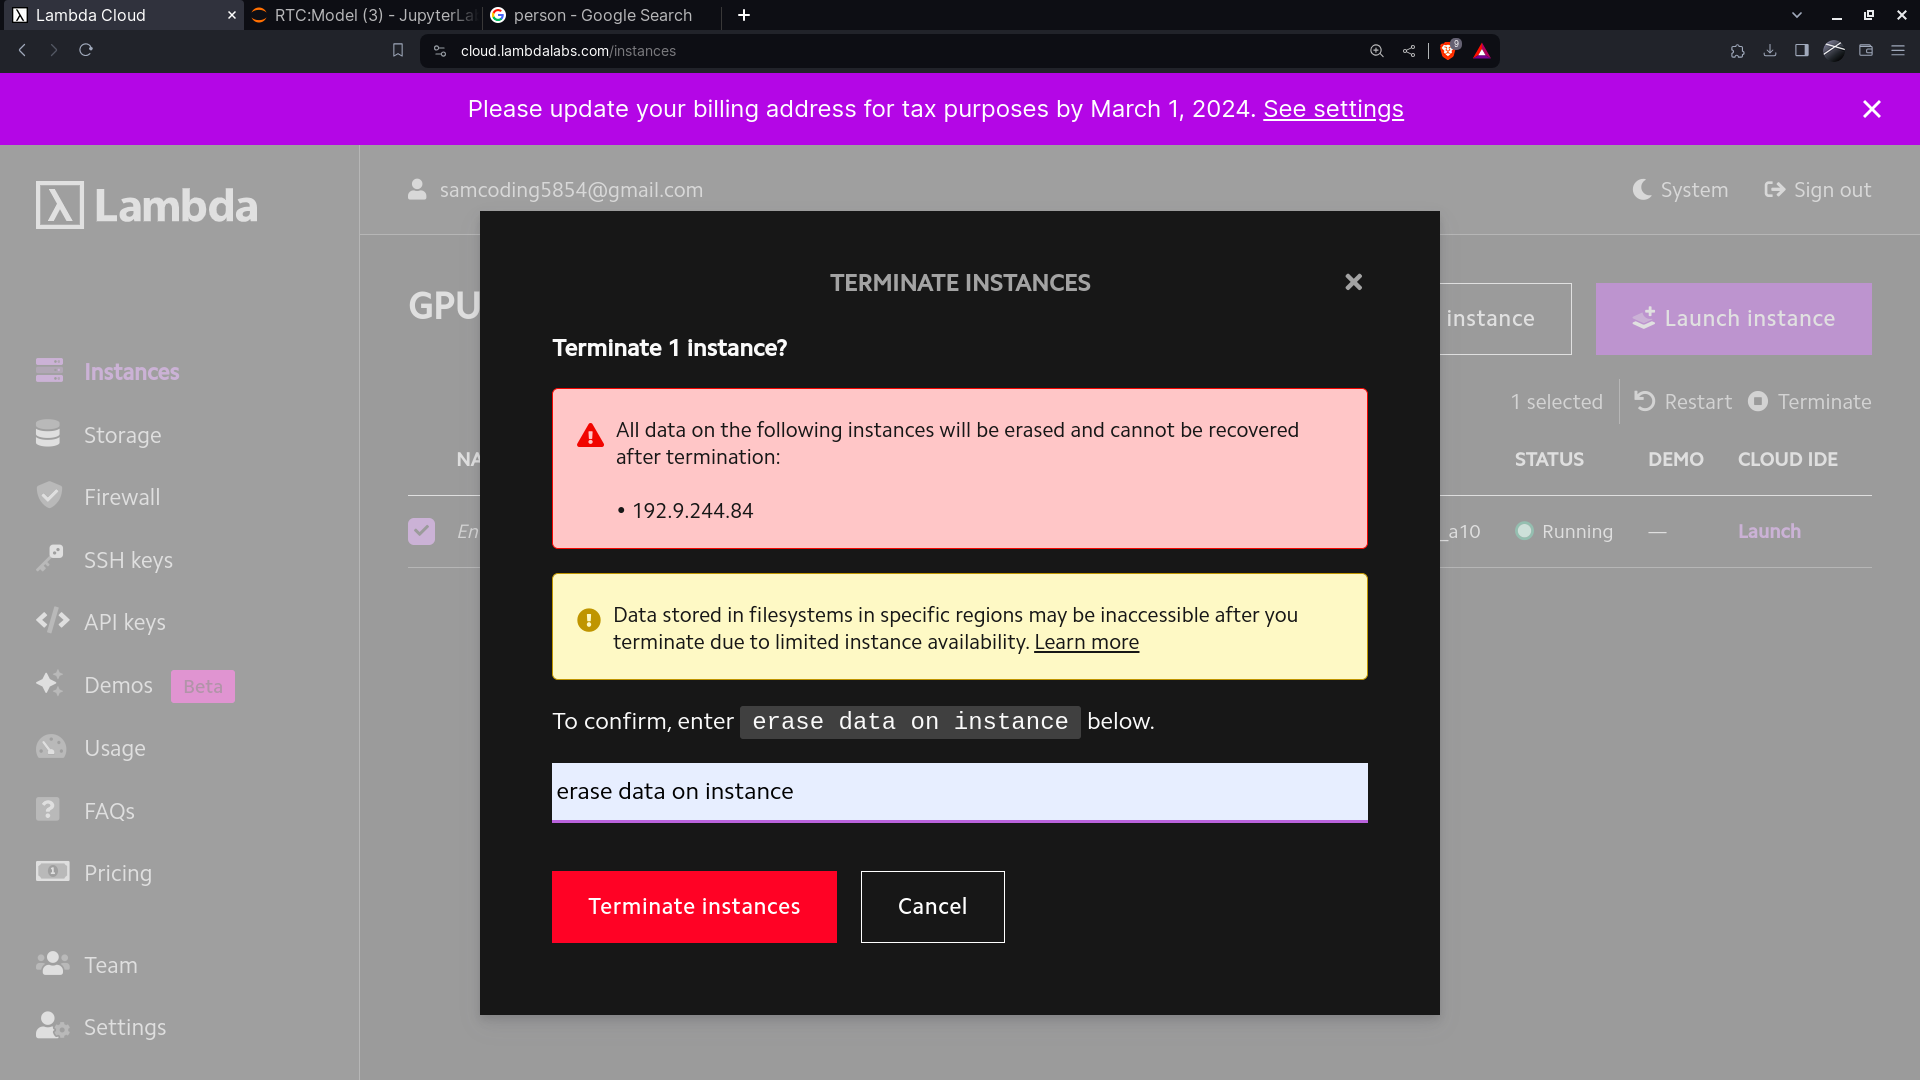 Lambda Cloud
RTC:Model (3) - JupyterLa
person - Google Search
cloud.lambdalabs.com/instances
9
Please update your billing address for tax purposes by March 1, 2024. See settings
Lambda
samcoding5854@gmail.com
System
Sign out
GPU
instance
Launch instance
1 selected
Restart
Terminate
NA
STATUS
DEMO
CLOUD IDE
En
_a10
Running
—
Launch
Instances
Storage
Firewall
SSH keys
API keys
Demos Beta
Usage
FAQs
Pricing
Team
Settings
TERMINATE INSTANCES
Terminate 1 instance?
All data on the following instances will be erased and cannot be recovered
after termination:
• 192.9.244.84
Data stored in filesystems in specific regions may be inaccessible after you
terminate due to limited instance availability. Learn more
To confirm, enter erase data on instance below.
erase data on instance
Terminate instances
Cancel